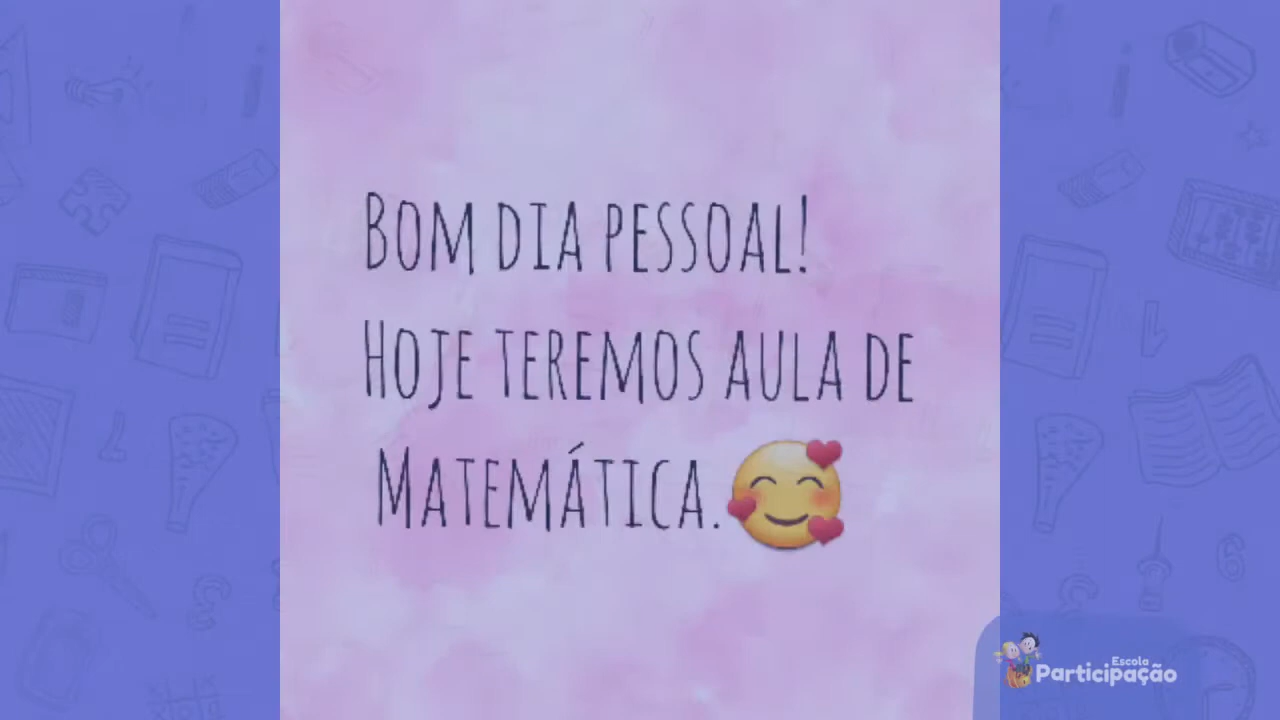 BOM DIA PESSOAL!
HOJE TEREMOS AULA DE
MATEMÁTICA.
Escola
Participação